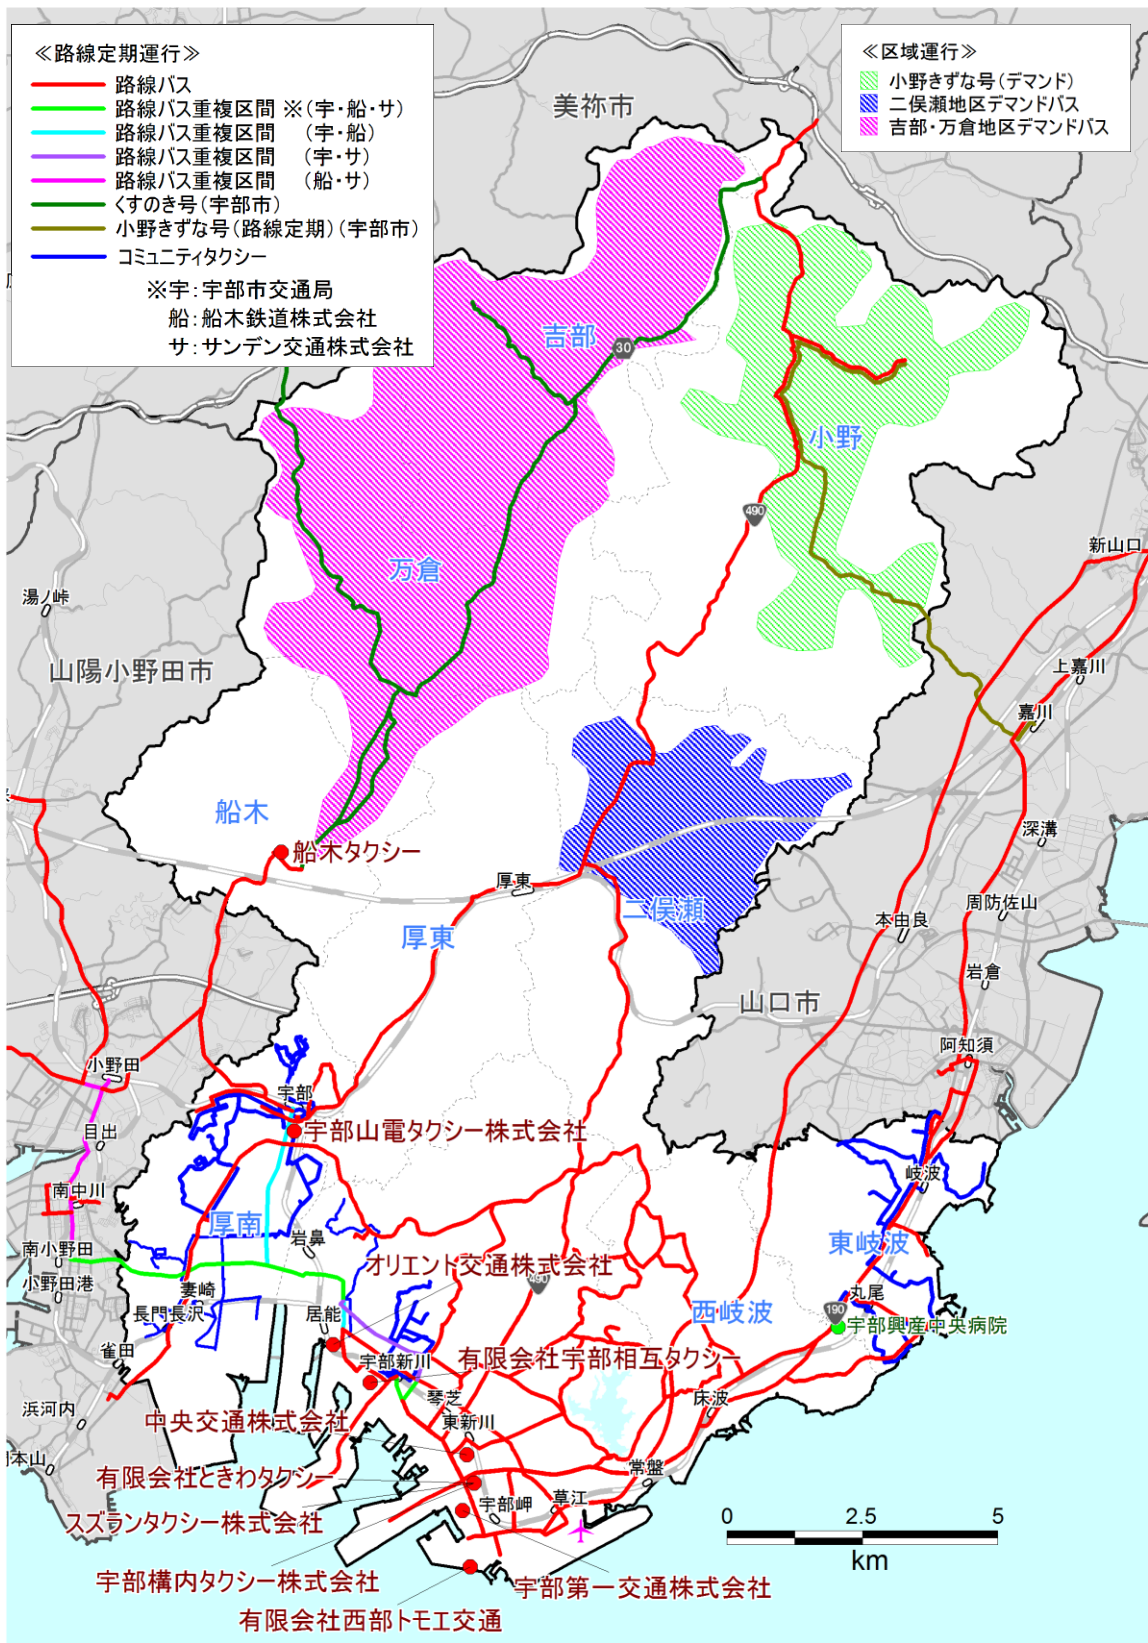 ≪路線定期運行≫
路線バス
路線バス重複区間 ※(宇・船・サ)
路線バス重複区間 (宇・船)
路線バス重複区間 (宇・サ)
路線バス重複区間 (船・サ)
くすのき号(宇部市)
小野きずな号(路線定期)(宇部市)
コミュニティタクシー
※宇:宇部市交通局
船:船木鉄道株式会社
サ:サンデン交通株式会社
≪区域運行≫
小野きずな号(デマンド)
二俣瀬地区デマンドバス
吉部・万倉地区デマンドバス
美祢市
吉部
30
小野
490
新山口
万倉
湯ノ峠
山陽小野田市
上嘉川
嘉川
船木
船木タクシー
深溝
厚東
二俣瀬
周防佐山
本由良
厚東
岩倉
山口市
阿知須
小野田
宇部
目出
宇部山電タクシー株式会社
南中川
岐波
厚南
岩鼻
東岐波
南小野田
オリエント交通株式会社
小野田港
妻崎
490
丸尾
長門長沢
居能
西岐波
190
宇部興産中央病院
雀田
宇部新川
有限会社宇部相互タクシー
浜河内
琴芝
床波
中央交通株式会社
東新川
本山
有限会社ときわタクシー
常盤
スズランタクシー株式会社
宇部岬
草江
0 2.5 5
km
宇部構内タクシー株式会社
宇部第一交通株式会社
有限会社西部トモエ交通